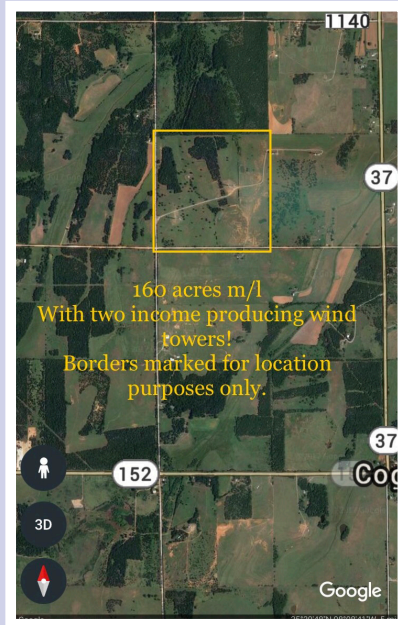 1140
37
160 acres m/l
With two income producing wind
towers!
Borders marked for location
purposes only.
37
152
Cog
3D
Google